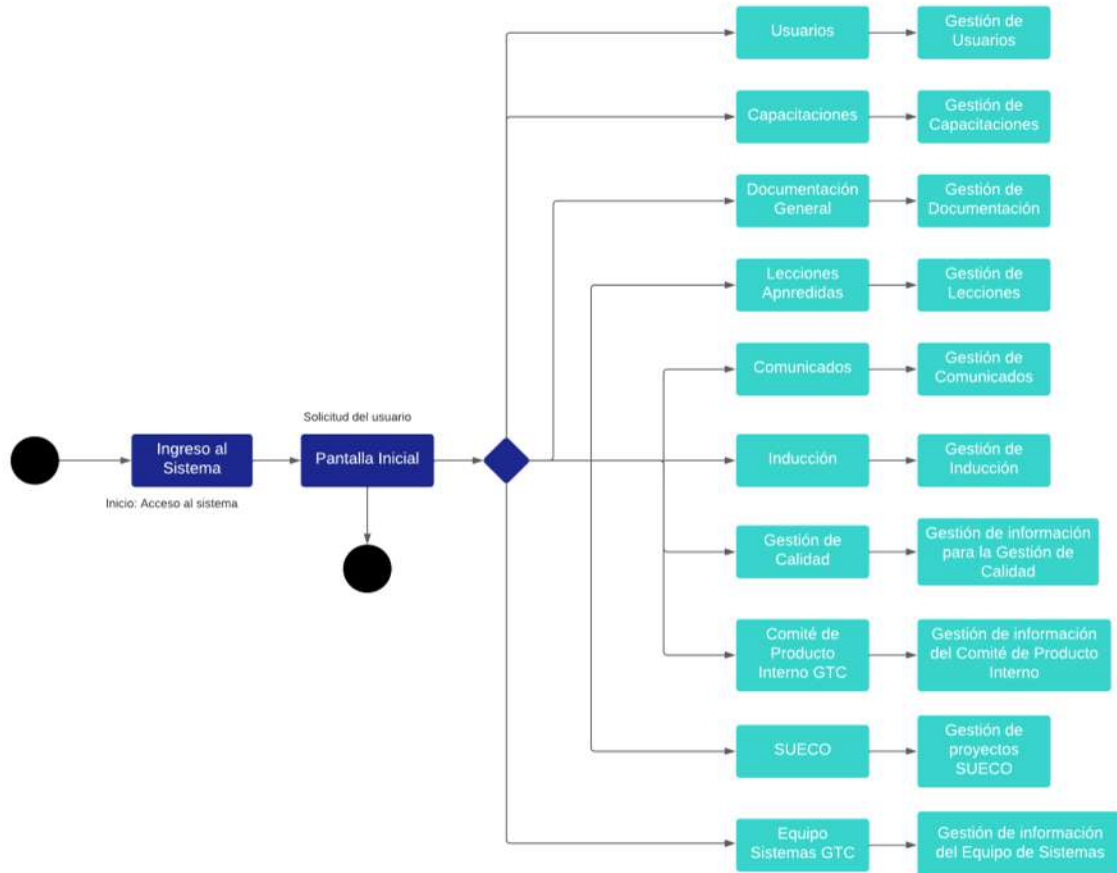 Usuarios
Gestión de
Usuarios
Capacitaciones
Gestión de
Capacitaciones
Documentación
General
Gestión de
Documentación
Lecciones
Apnredidas
Gestión de
Lecciones
Comunicados
Gestión de
Comunicados
Solicitud del usuario
Ingreso al
Sistema
Pantalla Inicial
Inicio: Acceso al sistema
Inducción
Gestión de
Inducción
Gestión de
Calidad
Gestión de información
para la Gestión de
Calidad
Comité de
Producto
Interno GTC
Gestión de información
del Comité de Producto
Interno
SUECO
Gestión de
proyectos
SUECO
Equipo
Sistemas GTC
Gestión de información
del Equipo de Sistemas